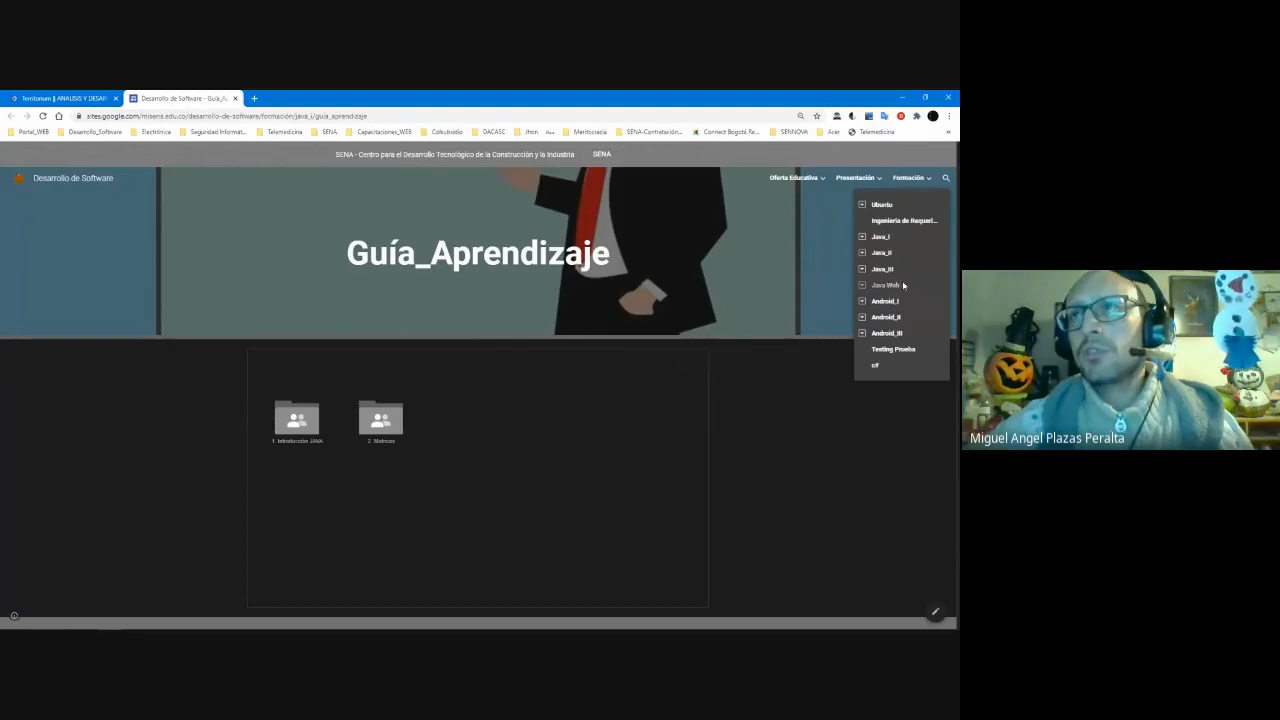 Territorium || ANALISIS Y DESAR
Desarrollo de Software - Guía_Ap
sites.google.com/misena.edu.co/desarrollo-de-software/formación/java_i/guía_aprendizaje
Portal_WEB
Desarrollo_Software
Electrónica
Seguridad Informát...
Telemedicina
SENA
Capacitaciones_WEB
Colsubsidio
DACASC
Jhon
Meritocracia
SENA-Contratación...
Connect Bogotá Re...
SENNOVA
Acer
Telemedicina
SENA - Centro para el Desarrollo Tecnológico de la Construcción y la Industria
SENA
Desarrollo de Software
Oferta Educativa
Presentación
Formación
Guía_Aprendizaje
Ubuntu
Ingeniería de Requeri...
Java_I
Java_II
Java_III
Java Web
Android_I
Android_II
Android_III
Testing Prueba
c#
1. Introducción JAVA
2. Matrices
Miguel Angel Plazas Peralta